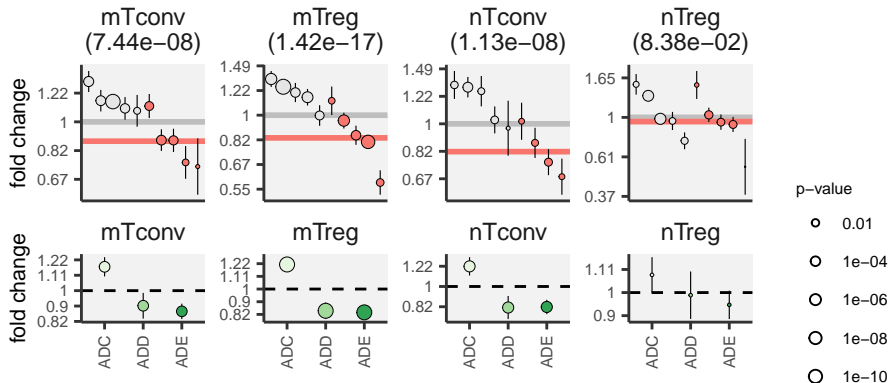 mTconv
(7.44e−08)
mTreg
(1.42e−17)
nTconv
(1.13e−08)
nTreg
(8.38e−02)
fold change
1.22
1
0.82
0.67
1.49
1.22
1
0.82
0.67
0.55
1.49
1.22
1
0.82
0.67
1.65
1
0.61
0.37
mTconv
mTreg
nTconv
nTreg
fold change
1.22
1.11
1
0.9
0.82
1.22
1.11
1
0.9
0.82
1.22
1
0.82
1.11
1
0.9
ADC
ADD
ADE
ADC
ADD
ADE
ADC
ADD
ADE
ADC
ADD
ADE
p−value
0.01
1e−04
1e−06
1e−08
1e−10